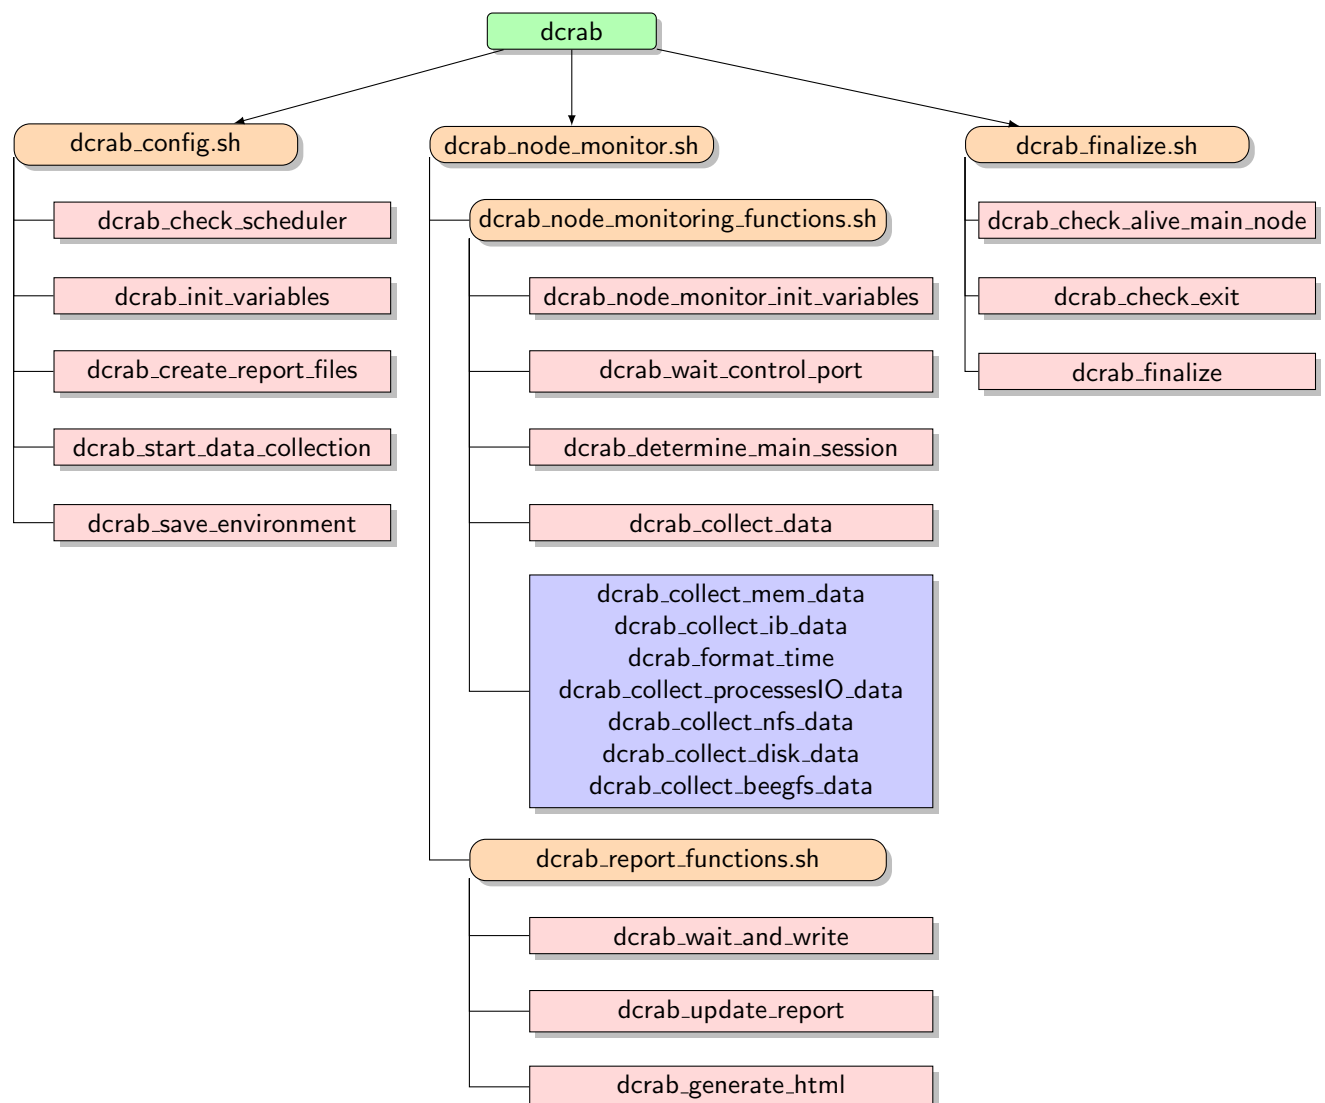 dcrab
dcrab_config.sh
dcrab_check_scheduler
dcrab_init_variables
dcrab_create_report_files
dcrab_start_data_collection
dcrab_save_environment
dcrab_node_monitor.sh
dcrab_node_monitoring_functions.sh
dcrab_node_monitor_init_variables
dcrab_wait_control_port
dcrab_determine_main_session
dcrab_collect_data
dcrab_collect_mem_data
dcrab_collect_ib_data
dcrab_format_time
dcrab_collect_processesIO_data
dcrab_collect_nfs_data
dcrab_collect_disk_data
dcrab_collect_beegfs_data
dcrab_report_functions.sh
dcrab_wait_and_write
dcrab_update_report
dcrab_generate_html
dcrab_finalize.sh
dcrab_check_alive_main_node
dcrab_check_exit
dcrab_finalize